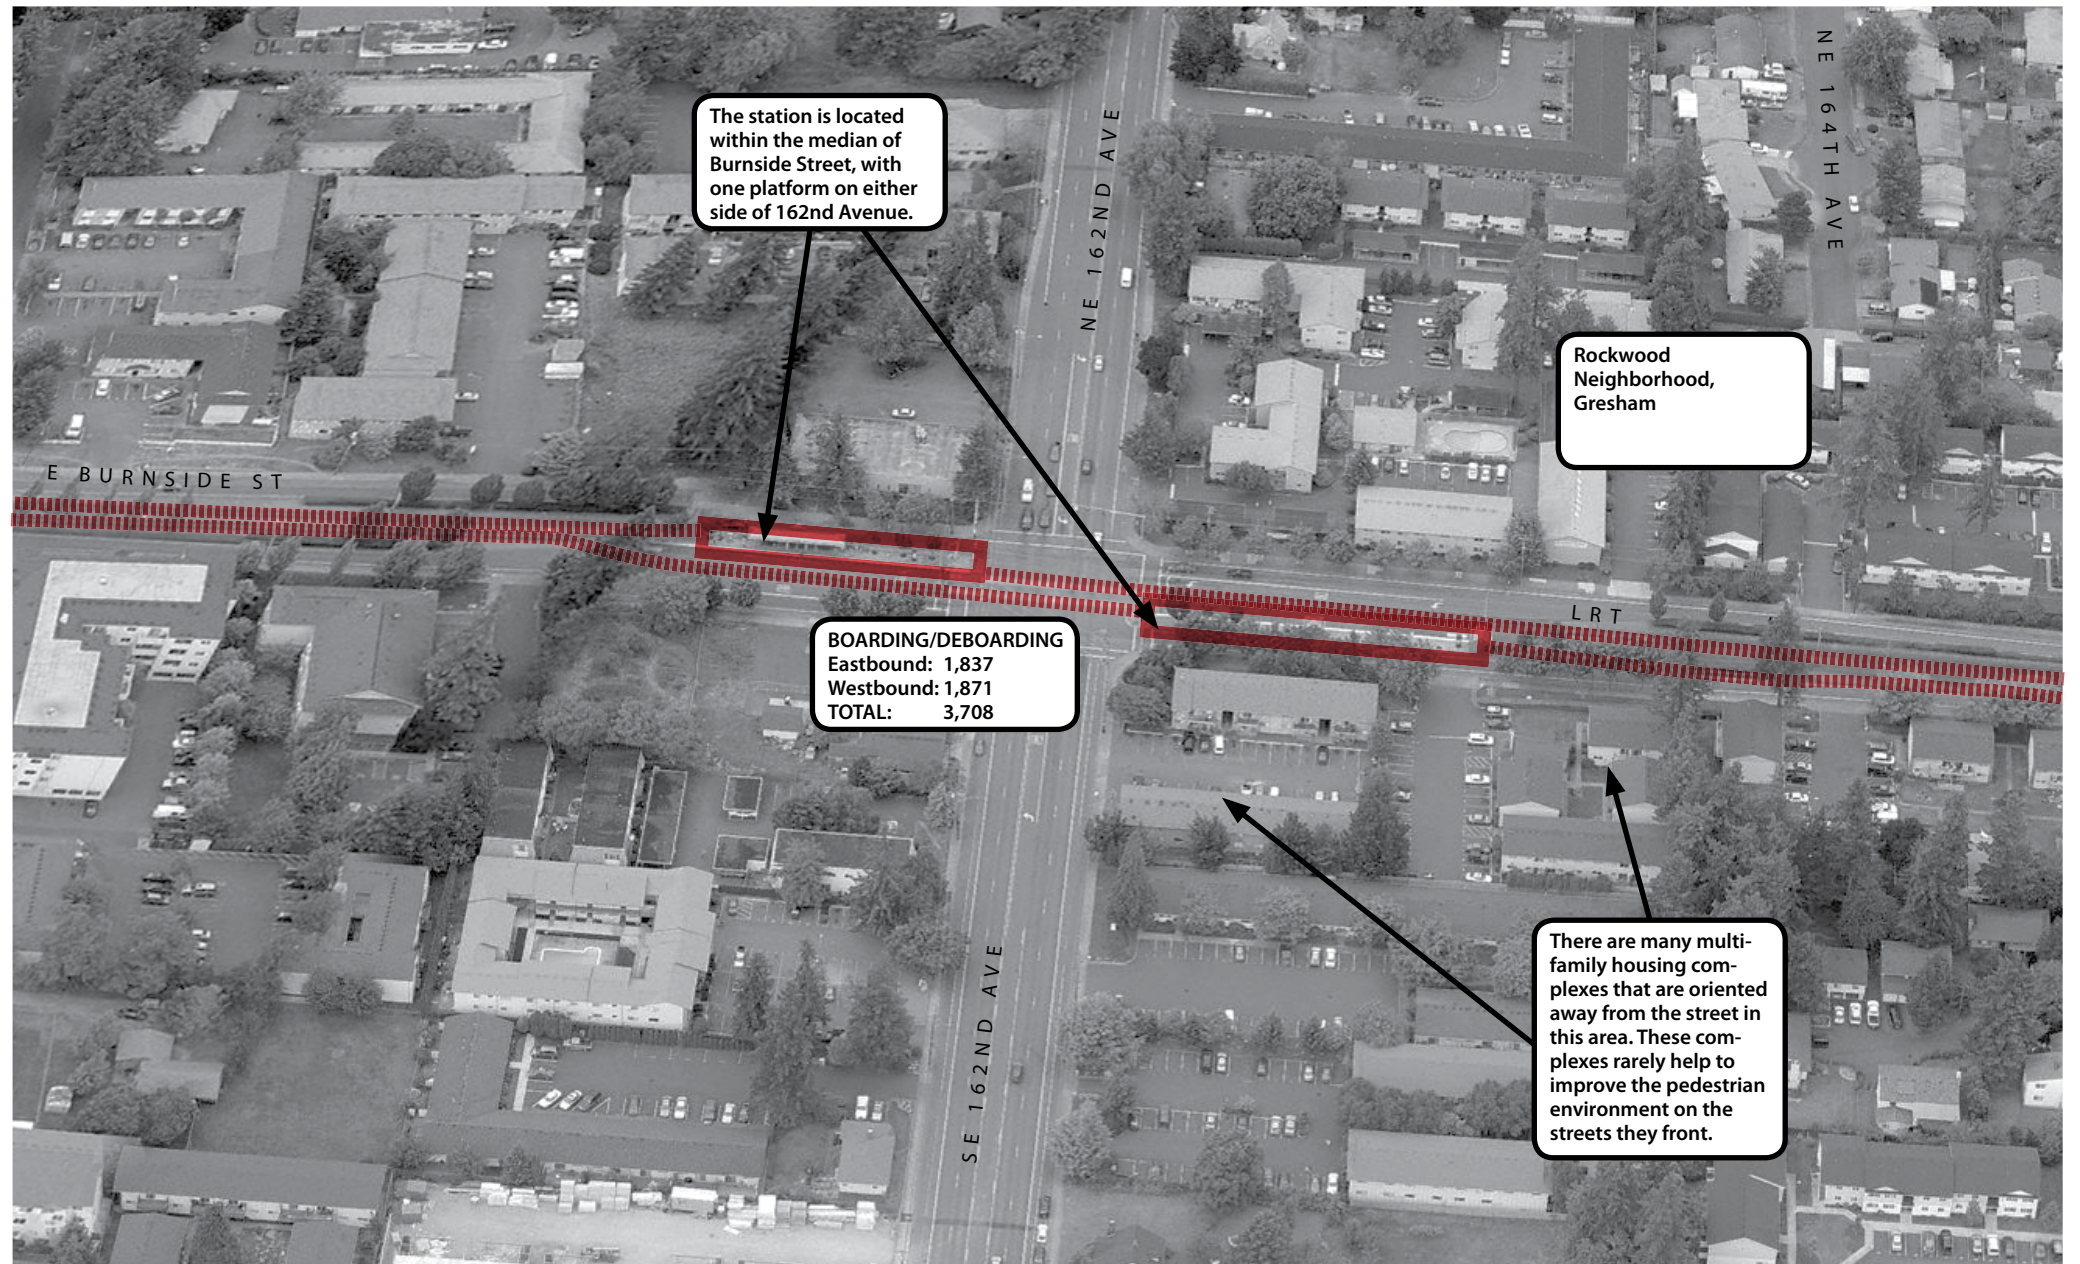 NE 164TH AVE
The station is located
within the median of
Burnside Street, with
one platform on either
side of 162nd Avenue.
NE 162ND AVE
Rockwood
Neighborhood,
Gresham
E BURNSIDE ST
LRT
BOARDING/DEBOARDING
Eastbound: 1,837
Westbound: 1,871
TOTAL: 3,708
There are many multi-
family housing com-
plexes that are oriented
away from the street in
this area. These com-
plexes rarely help to
improve the pedestrian
environment on the
streets they front.
SE 162ND AVE